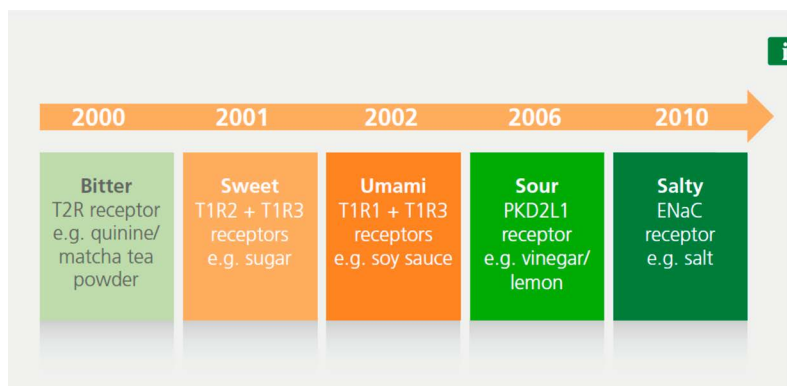 i
2000 2001 2002 2006 2010
Bitter
T2R receptor
e.g. quinine/
matcha tea
powder
Sweet
T1R2 + T1R3
receptors
e.g. sugar
Umami
T1R1 + T1R3
receptors
e.g. soy sauce
Sour
PKD2L1
receptor
e.g. vinegar/
lemon
Salty
ENaC
receptor
e.g. salt